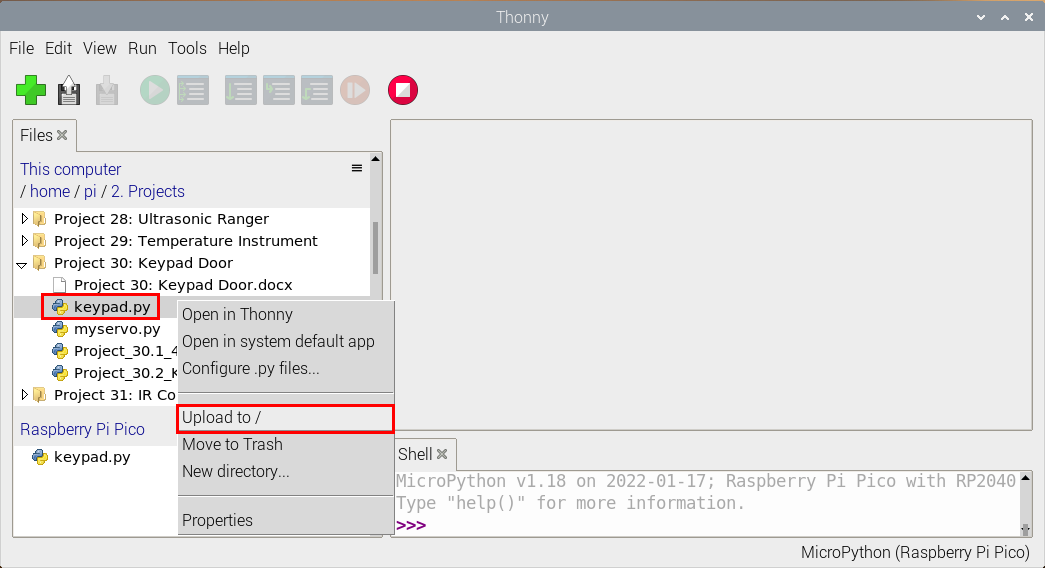 Thonny
File Edit View Run Tools Help
Files
This computer
/ home / pi / 2. Projects
Project 28: Ultrasonic Ranger
Project 29: Temperature Instrument
Project 30: Keypad Door
Project 30: Keypad Door.docx
keypad.py
myservo.py
Project_30.1_4
Project_30.2_K
Project 31: IR Co
Raspberry Pi Pico
keypad.py
Open in Thonny
Open in system default app
Configure .py files...
Upload to /
Move to Trash
New directory...
Properties
Shell
MicroPython v1.18 on 2022-01-17; Raspberry Pi Pico with RP2040
Type "help()" for more information.
>>>
MicroPython (Raspberry Pi Pico)